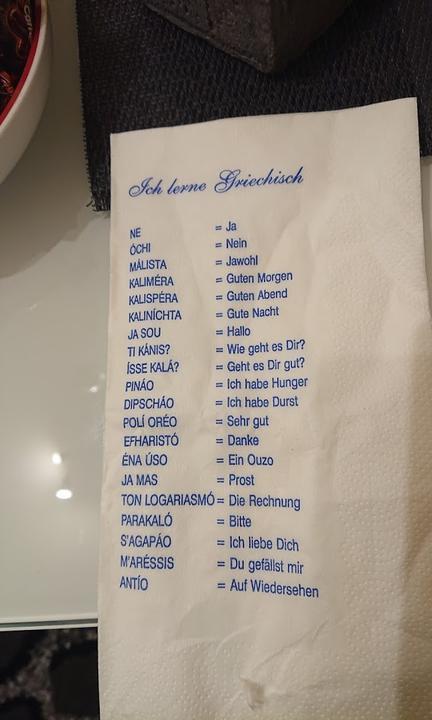 Ich lerne Griechisch
NE = Ja
ÓCHI = Nein
MÁLISTA = Jawohl
KALIMÉRA = Guten Morgen
KALISPÉRA = Guten Abend
KALINÍCHTA = Gute Nacht
JA SOU = Hallo
TI KÁNIS? = Wie geht es Dir?
ÍSSE KALÁ? = Geht es Dir gut?
PINÁO = Ich habe Hunger
DIPSCHÁO = Ich habe Durst
POLÍ ORÉO = Sehr gut
EFHARISTÓ = Danke
ÉNA ÚSO = Ein Ouzo
JA MAS = Prost
TON LOGARIASMÓ = Die Rechnung
PARAKALÓ = Bitte
S'AGAPÁO = Ich liebe Dich
M'ARÉSSIS = Du gefällst mir
ANTÍO = Auf Wiedersehen